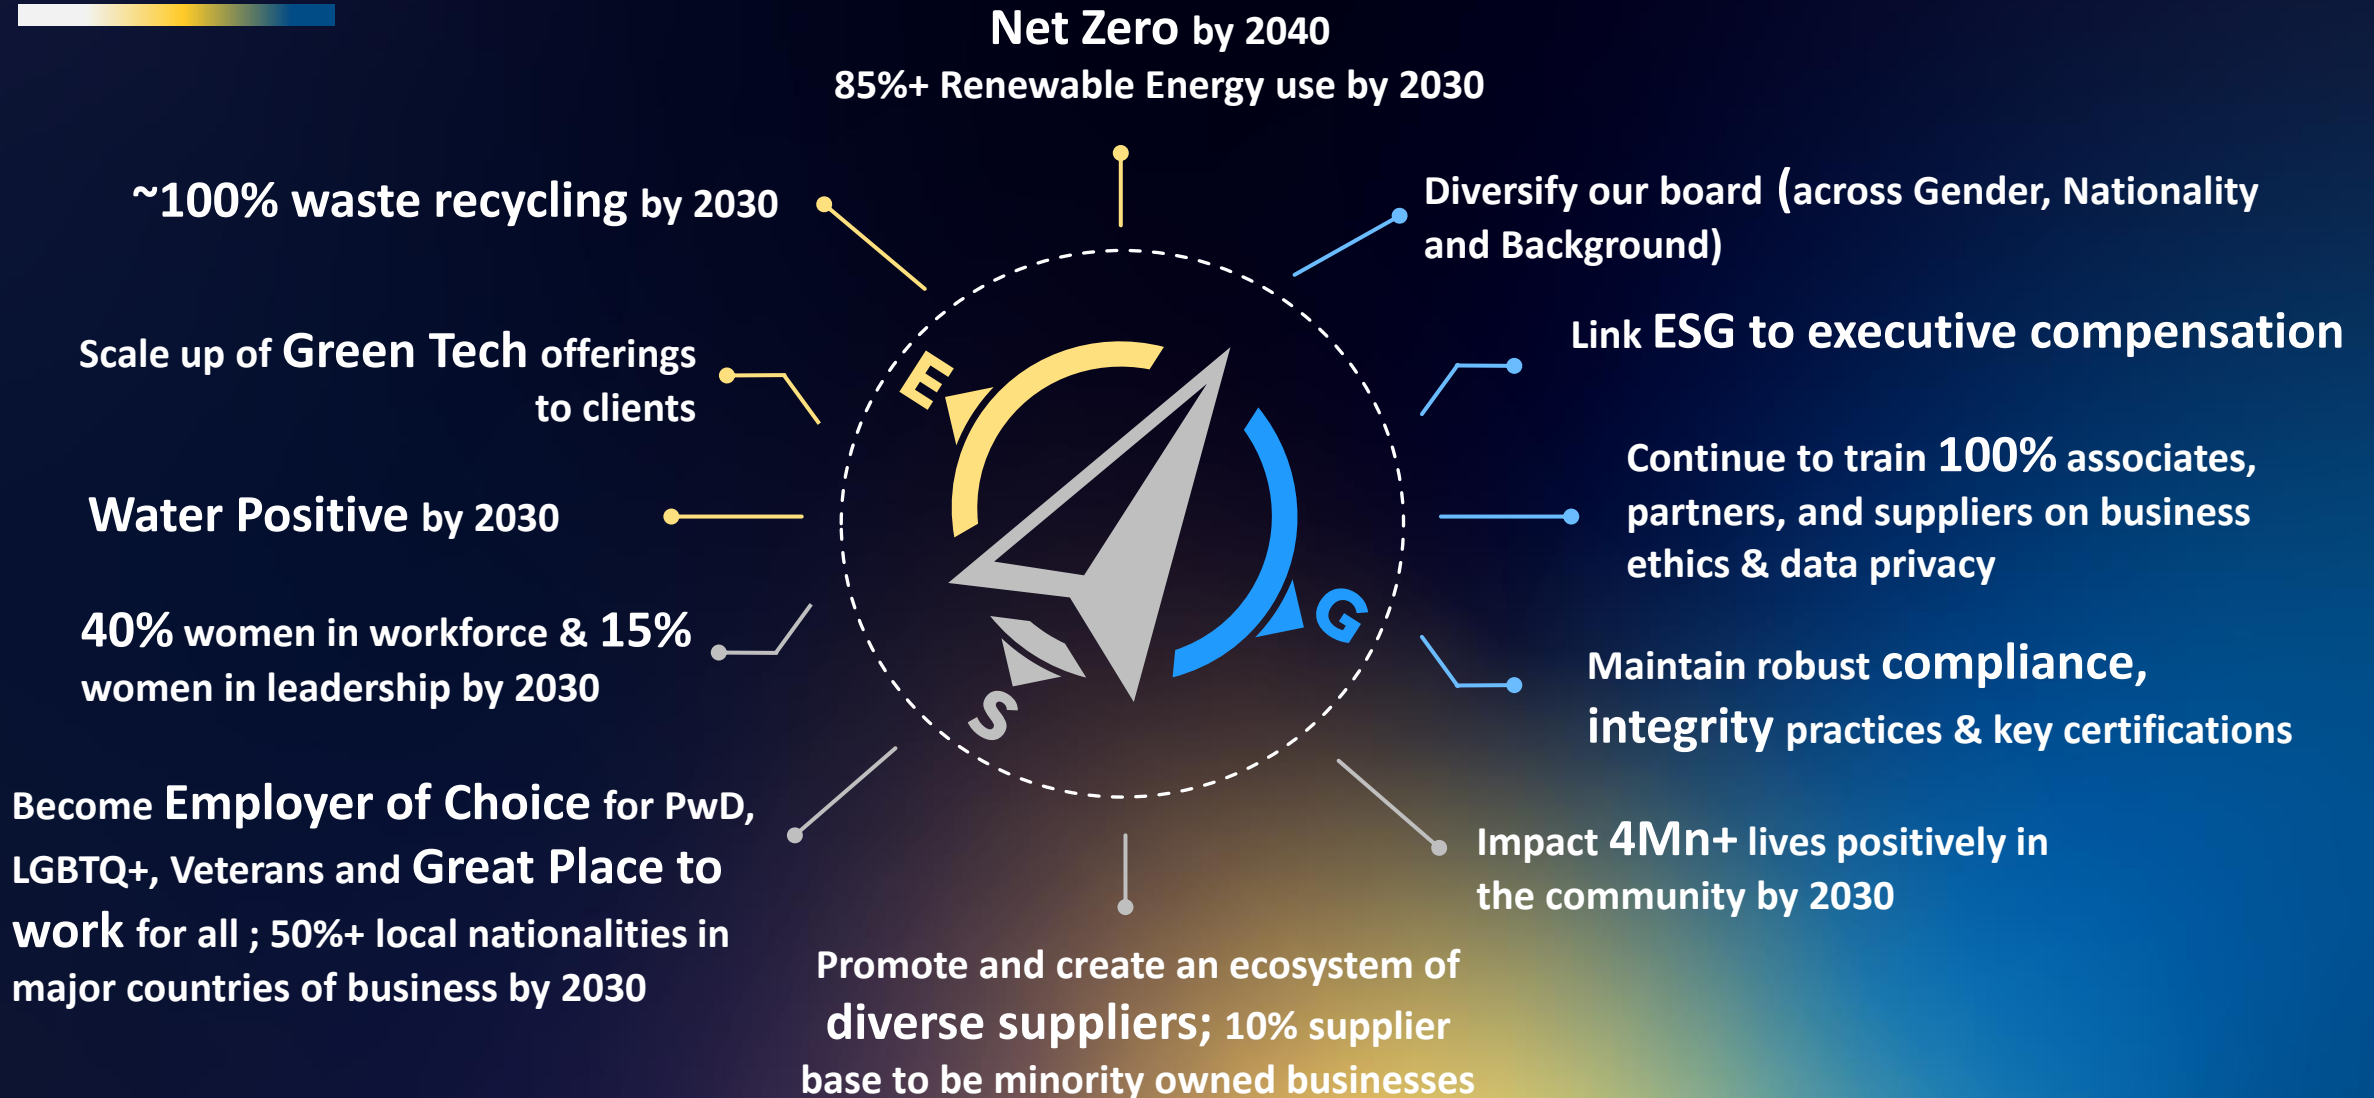 Net Zero by 2040
85%+ Renewable Energy use by 2030
~100% waste recycling by 2030
Diversify our board (across Gender, Nationality
and Background)
Scale up of Green Tech offerings
to clients
Link ESG to executive compensation
E
Water Positive by 2030
Continue to train 100% associates,
partners, and suppliers on business
ethics & data privacy
40% women in workforce & 15%
women in leadership by 2030
G
Maintain robust compliance,
integrity practices & key certifications
S
Become Employer of Choice for PwD,
LGBTQ+, Veterans and Great Place to
work for all ; 50%+ local nationalities in
major countries of business by 2030
Impact 4Mn+ lives positively in
the community by 2030
Promote and create an ecosystem of
diverse suppliers; 10% supplier
base to be minority owned businesses